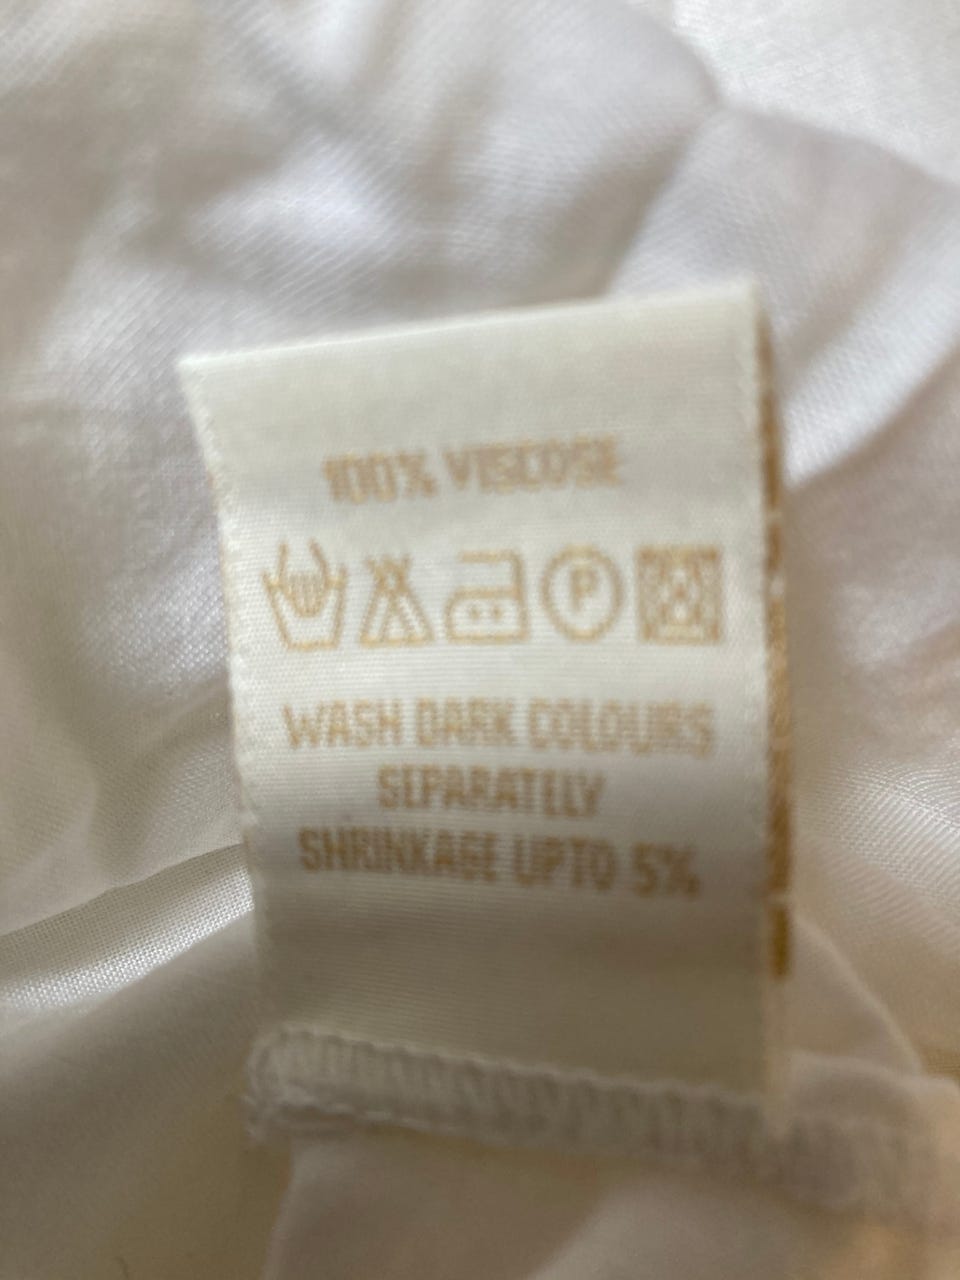 100% VISCOSE
P
WASH DARK COLOURS
SEPARATELY
SHRINKAGE UPTO 5%